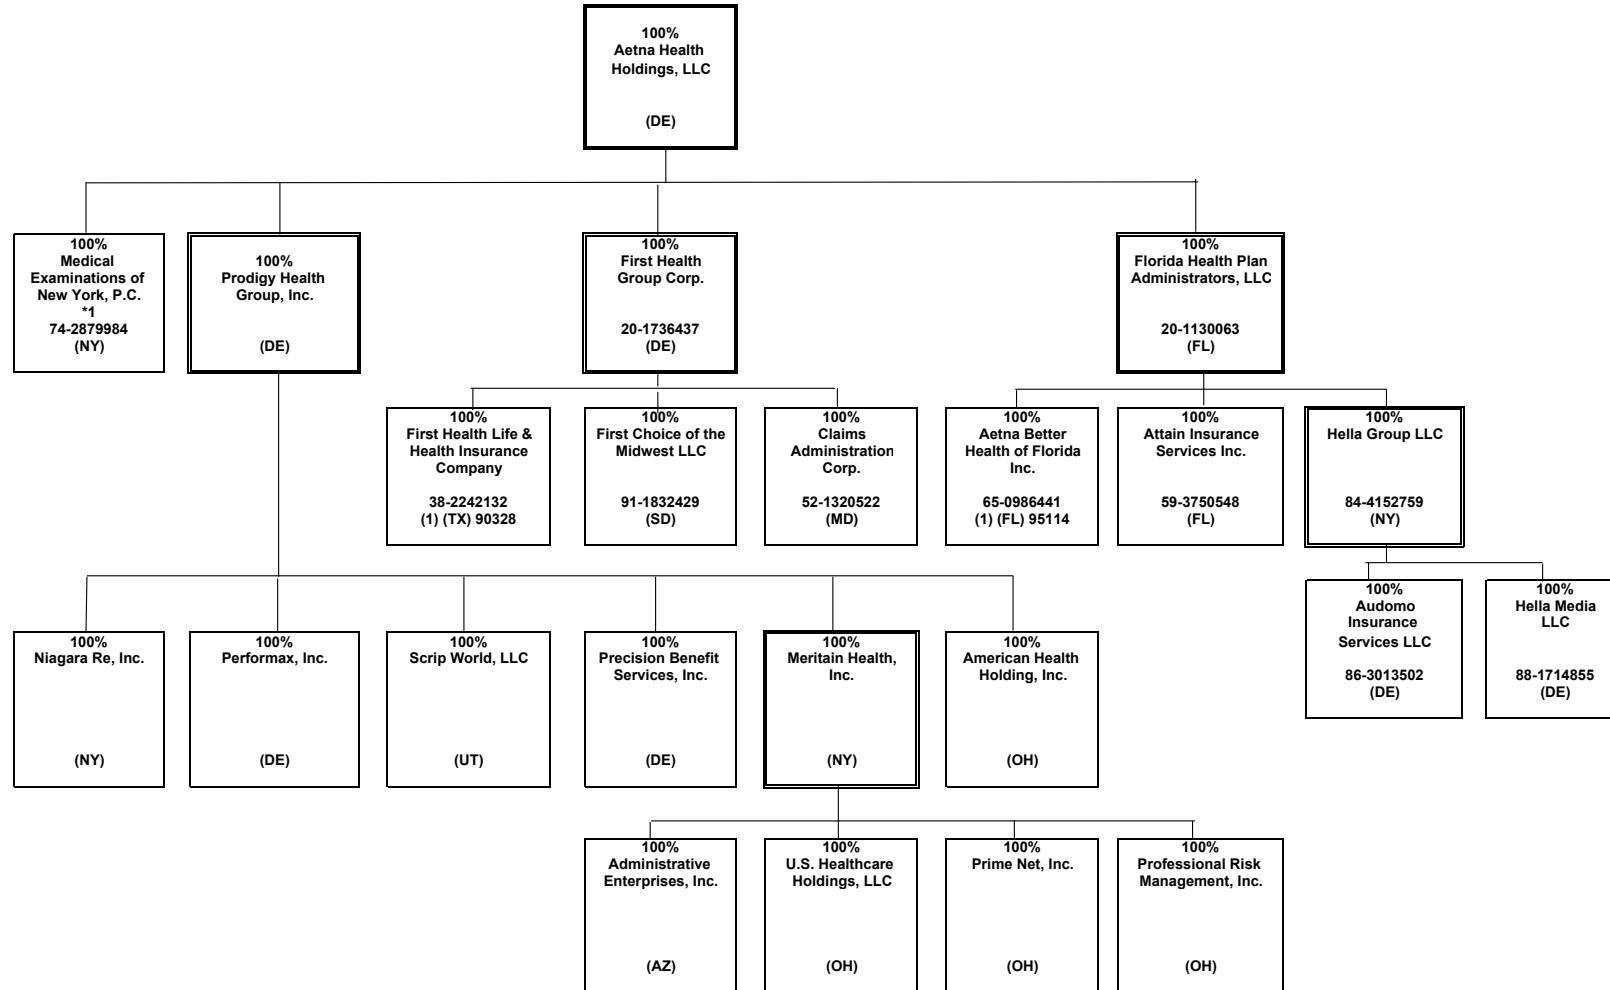 100%
Aetna Health
Holdings, LLC
(DE)
100%
Medical
Examinations of
New York, P.C.
*1
74-2879984
(NY)
100%
Prodigy Health
Group, Inc.
(DE)
100%
First Health
Group Corp.
20-1736437
(DE)
100%
Florida Health Plan
Administrators, LLC
20-1130063
(FL)
100%
First Health Life &
Health Insurance
Company
38-2242132
(1) (TX) 90328
100%
First Choice of the
Midwest LLC
91-1832429
(SD)
100%
Claims
Administration
Corp.
52-1320522
(MD)
100%
Aetna Better
Health of Florida
Inc.
65-0986441
(1) (FL) 95114
100%
Attain Insurance
Services Inc.
59-3750548
(FL)
100%
Hella Group LLC
84-4152759
(NY)
100%
Audomo
Insurance
Services LLC
86-3013502
(DE)
100%
Hella Media
LLC
88-1714855
(DE)
100%
Niagara Re, Inc.
(NY)
100%
Performax, Inc.
(DE)
100%
Scrip World, LLC
(UT)
100%
Precision Benefit
Services, Inc.
(DE)
100%
Meritain Health,
Inc.
(NY)
100%
American Health
Holding, Inc.
(OH)
100%
Administrative
Enterprises, Inc.
(AZ)
100%
U.S. Healthcare
Holdings, LLC
(OH)
100%
Prime Net, Inc.
(OH)
100%
Professional Risk
Management, Inc.
(OH)